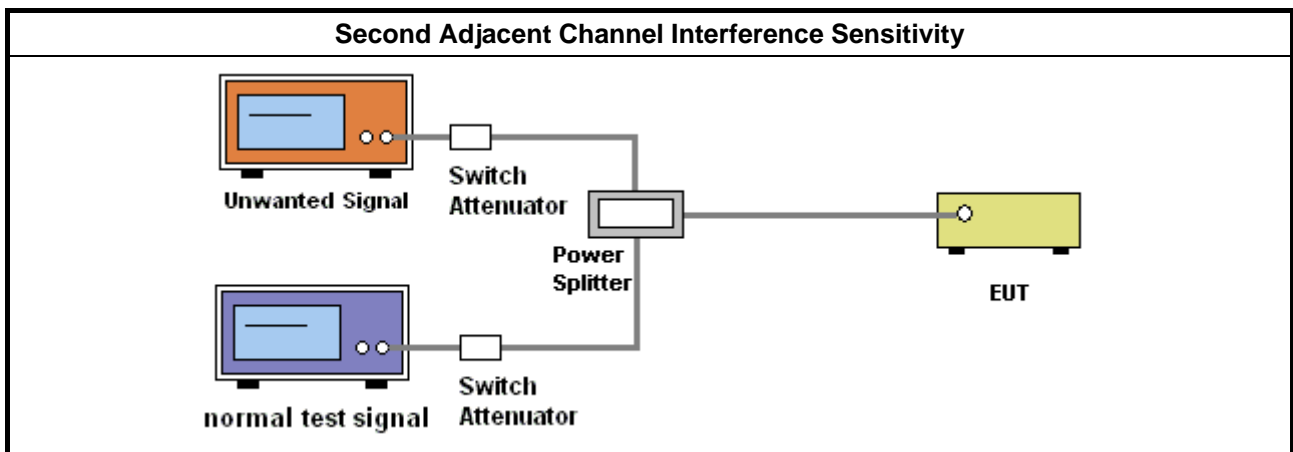 Second Adjacent Channel Interference Sensitivity
Unwanted Signal
Switch
Attenuator
Power
Splitter
EUT
normal test signal
Switch
Attenuator